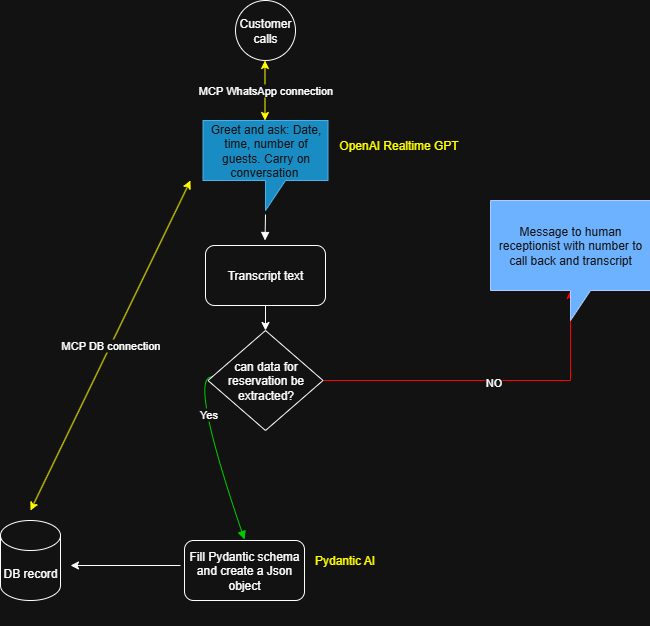 Customer
calls
MCP WhatsApp connection
Greet and ask: Date,
time, number of
guests. Carry on
conversation
OpenAI Realtime GPT
Message to human
receptionist with number to
call back and transcript
Transcript text
MCP DB connection
can data for
reservation be
extracted?
NO
Yes
Fill Pydantic schema
and create a Json
object
Pydantic AI
DB record